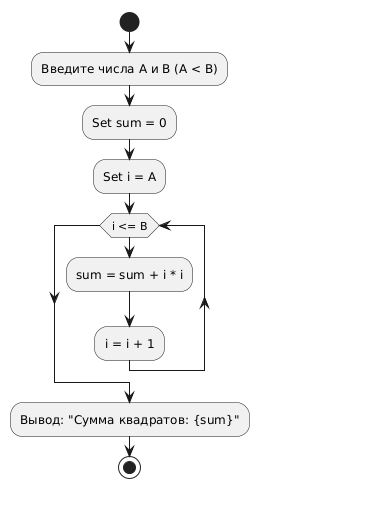 Введите числа A и B (A < B)
Set sum = 0
Set i = A
i <= B
sum = sum + i * i
i = i + 1
Вывод: "Сумма квадратов: {sum}"